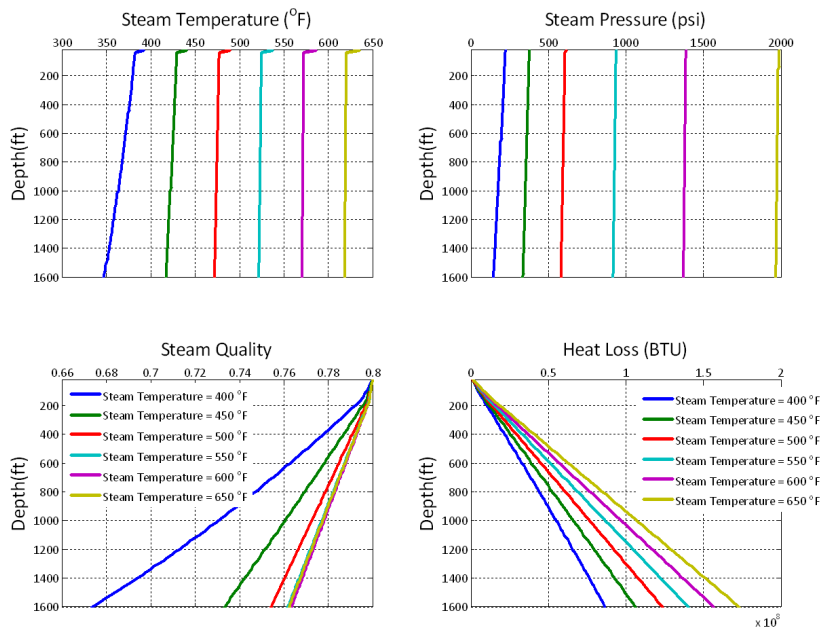 Steam Temperature (°F)
300 350 400 450 500 550 600 650
Depth(ft)
200
400
600
800
1000
1200
1400
1600
Steam Pressure (psi)
0 500 1000 1500 2000
Depth(ft)
200
400
600
800
1000
1200
1400
1600
Steam Quality
0.66 0.68 0.7 0.72 0.74 0.76 0.78 0.8
Depth(ft)
200
400
600
800
1000
1200
1400
1600
Steam Temperature = 400 °F
Steam Temperature = 450 °F
Steam Temperature = 500 °F
Steam Temperature = 550 °F
Steam Temperature = 600 °F
Steam Temperature = 650 °F
Heat Loss (BTU)
0 0.5 1 1.5 2
Depth(ft)
200
400
600
800
1000
1200
1400
1600
Steam Temperature = 400 °F
Steam Temperature = 450 °F
Steam Temperature = 500 °F
Steam Temperature = 550 °F
Steam Temperature = 600 °F
Steam Temperature = 650 °F
x 10⁸